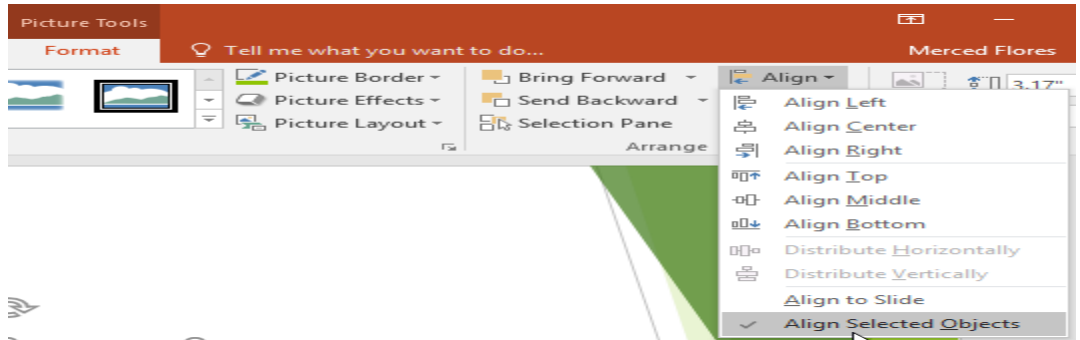 Picture Tools
Format
Tell me what you want to do...
Merced Flores
Picture Border
Picture Effects
Picture Layout
Bring Forward
Send Backward
Selection Pane
Arrange
Align
3.17"
Align Left
Align Center
Align Right
Align Top
Align Middle
Align Bottom
Distribute Horizontally
Distribute Vertically
Align to Slide
Align Selected Objects